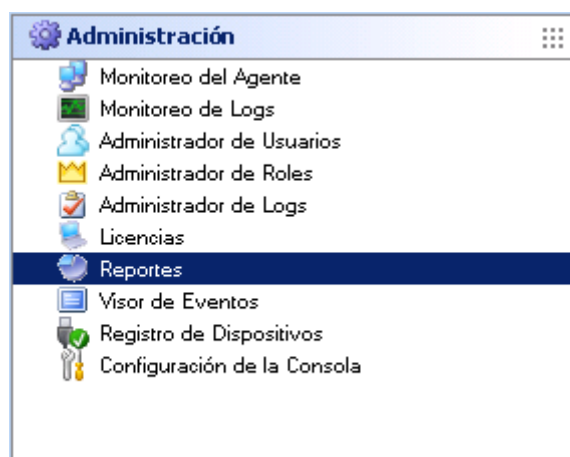 Administración
Monitoreo del Agente
Monitoreo de Logs
Administrador de Usuarios
Administrador de Roles
Administrador de Logs
Licencias
Reportes
Visor de Eventos
Registro de Dispositivos
Configuración de la Consola